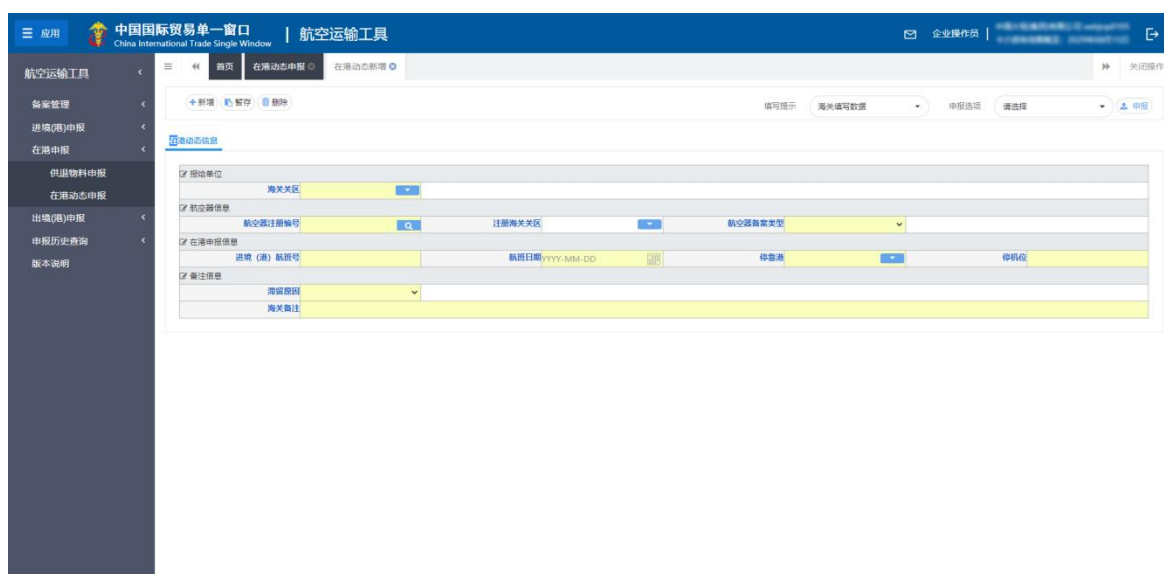 应用 中国国际贸易单一窗口 | 航空运输工具 企业操作员 |
China International Trade Single Window
航空运输工具 首页 在港动态申报 在港动态新增 关闭操作
备案管理
进境(港)申报
在港申报
供退物料申报
在港动态申报
出境(港)申报
申报历史查询
版本说明
新增 暂存 删除 填写提示 海关填写数据 申报选项 请选择 申报
在港动态信息
报给单位
海关关区
航空器信息
航空器注册编号 注册海关关区 航空器备案类型
在港申报信息
进境(港)航班号 航班日期 YYYY-MM-DD 停靠港 停机位
备注信息
滞留原因
海关备注